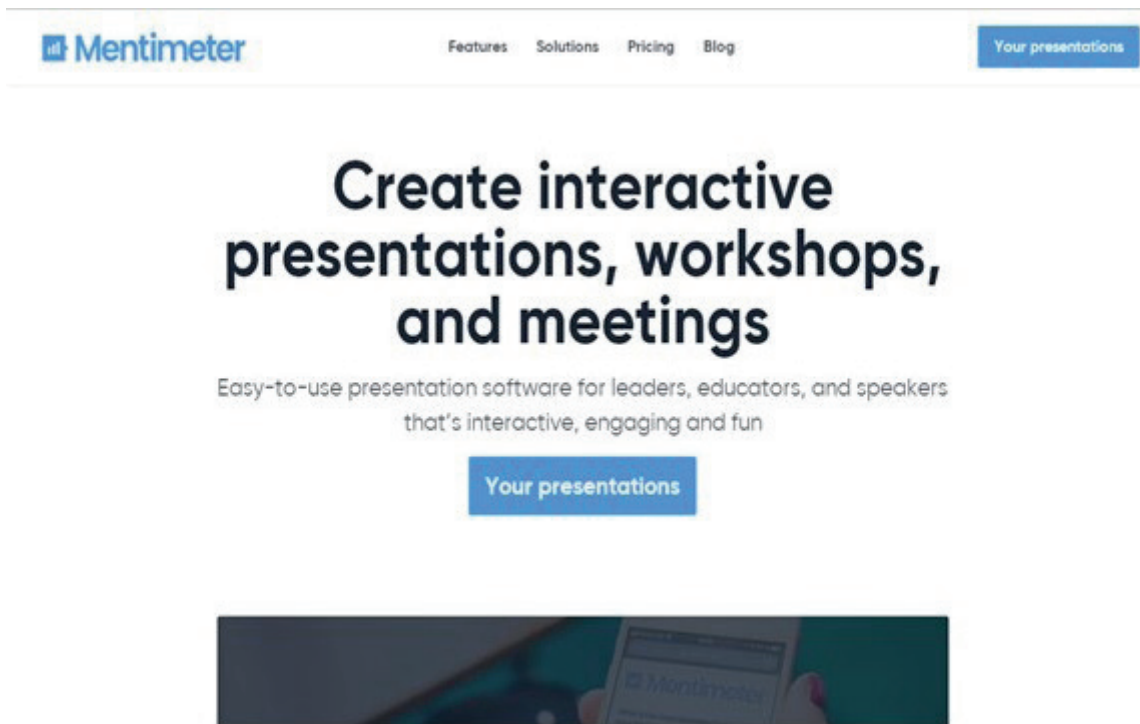 Mentimeter
Features Solutions Pricing Blog
Your presentations
Create interactive
presentations, workshops,
and meetings
Easy-to-use presentation software for leaders, educators, and speakers
that's interactive, engaging and fun
Your presentations
Mentimeter